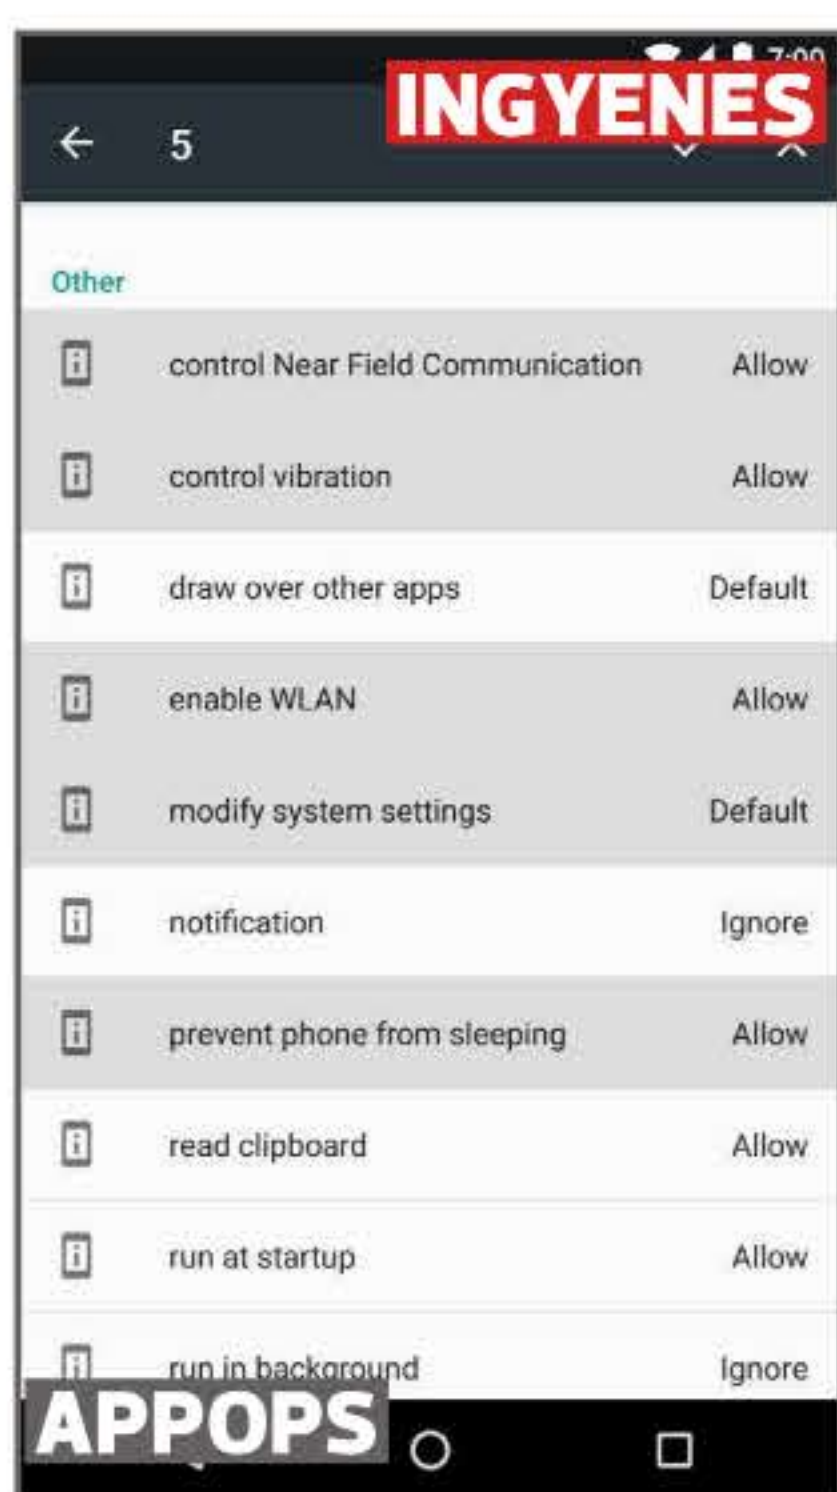 7:00
INGYENES
5
Other
control Near Field Communication Allow
control vibration Allow
draw over other apps Default
enable WLAN Allow
modify system settings Default
notification Ignore
prevent phone from sleeping Allow
read clipboard Allow
run at startup Allow
run in background Ignore
APPOPS